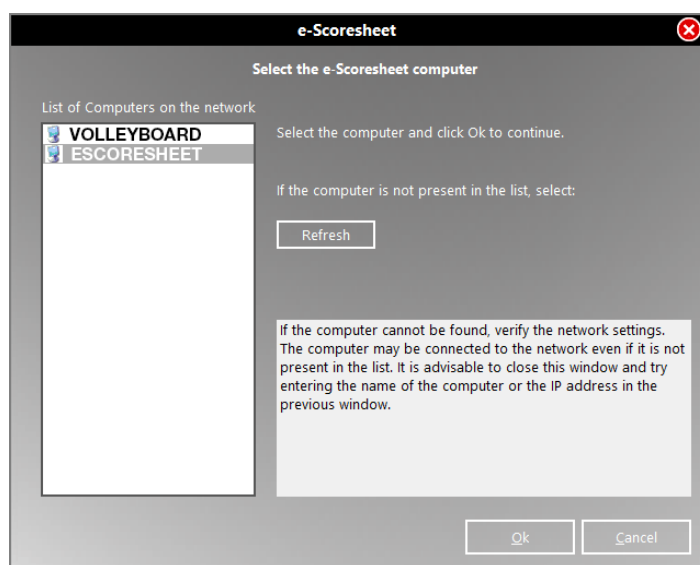 e-Scoresheet
Select the e-Scoresheet computer
List of Computers on the network
VOLLEYBOARD
ESCORESHEET
Select the computer and click Ok to continue.
If the computer is not present in the list, select:
Refresh
If the computer cannot be found, verify the network settings.
The computer may be connected to the network even if it is not
present in the list. It is advisable to close this window and try
entering the name of the computer or the IP address in the
previous window.
Ok
Cancel